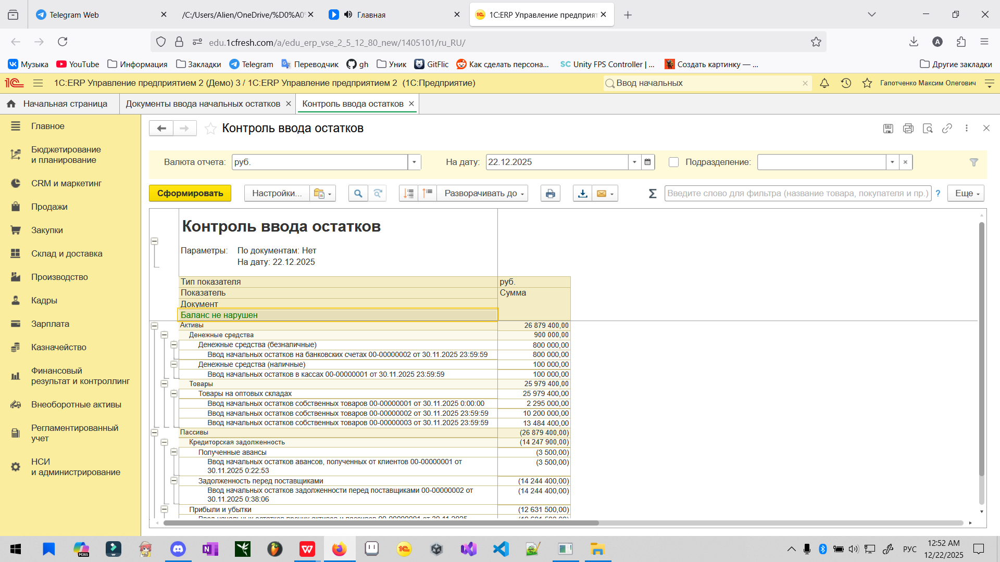 Telegram Web
/C:/Users/Alien/OneDrive/%D0%A0
Главная
1С:ERP Управление предприят
edu.1cfresh.com/a/edu_erp_vse_2_5_12_80_new/1405101/ru_RU/
A
Музыка
YouTube
Информация
Закладки
Telegram
Переводчик
gh
Уник
GitFlic
Как сделать персона...
SC Unity FPS Controller | ...
Создать картинку — ...
Другие закладки
1С:ERP Управление предприятием 2 (Демо) 3 / 1С:ERP Управление предприятием 2 (1С:Предприятие)
Ввод начальных
Гапотченко Максим Олегович
Начальная страница
Документы ввода начальных остатков
Контроль ввода остатков
Главное
Бюджетирование
и планирование
CRM и маркетинг
Продажи
Закупки
Склад и доставка
Производство
Кадры
Зарплата
Казначейство
Финансовый
результат и контроллинг
Внеоборотные активы
Регламентированный
учет
НСИ
и администрирование
Контроль ввода остатков
Валюта отчета: руб.
На дату: 22.12.2025
Подразделение:
Сформировать
Настройки...
Разворачивать до
Σ
Введите слово для фильтра (название товара, покупателя и пр.)
?
Еще
Контроль ввода остатков
Параметры: По документам: Нет
На дату: 22.12.2025
Тип показателя руб.
Показатель Сумма
Документ
Баланс не нарушен
Активы 26 879 400,00
Денежные средства 900 000,00
Денежные средства (безналичные) 800 000,00
Ввод начальных остатков на банковских счетах 00-00000002 от 30.11.2025 23:59:59 800 000,00
Денежные средства (наличные) 100 000,00
Ввод начальных остатков в кассах 00-00000001 от 30.11.2025 23:59:59 100 000,00
Товары 25 979 400,00
Товары на оптовых складах 25 979 400,00
Ввод начальных остатков собственных товаров 00-00000001 от 30.11.2025 0:00:00 2 295 000,00
Ввод начальных остатков собственных товаров 00-00000002 от 30.11.2025 23:59:59 10 200 000,00
Ввод начальных остатков собственных товаров 00-00000003 от 30.11.2025 23:59:59 13 484 400,00
Пассивы (26 879 400,00)
Кредиторская задолженность (14 247 900,00)
Полученные авансы (3 500,00)
Ввод начальных остатков авансов, полученных от клиентов 00-00000001 от (3 500,00)
30.11.2025 0:22:53
Задолженность перед поставщиками (14 244 400,00)
Ввод начальных остатков задолженности перед поставщиками 00-00000002 от (14 244 400,00)
30.11.2025 0:38:06
Прибыли и убытки (12 631 500,00)
M365
РУС
12:52 AM
12/22/2025